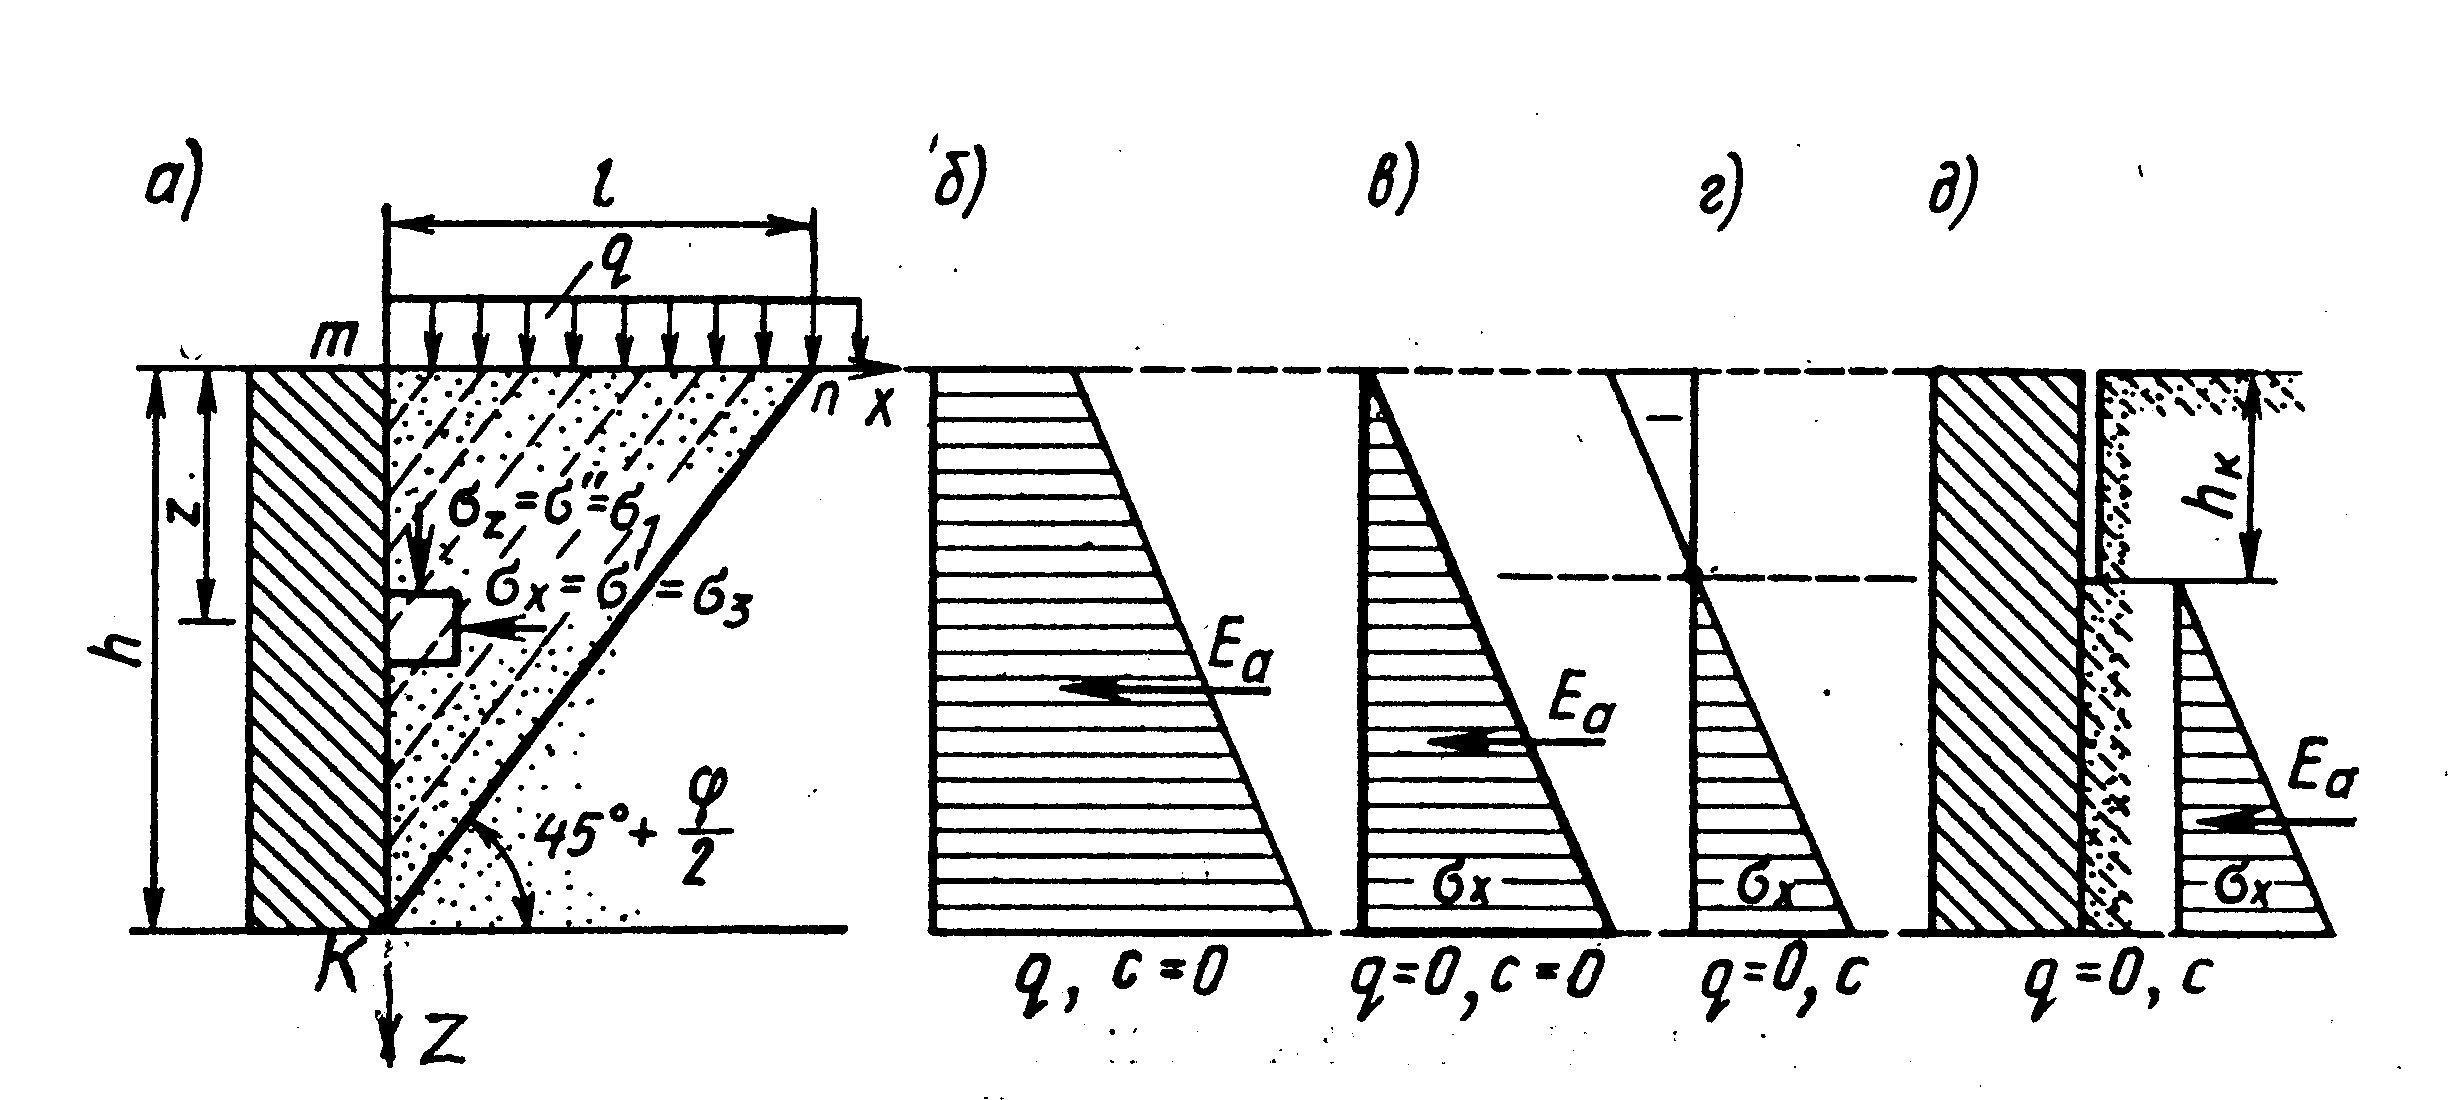 а)
б)
в)
г)
д)
l
q
m
n
x
z
h
σz = σ" = σ1
σx = σ' = σ3
45° + φ/2
K
Z
Ea
q, c = 0
Ea
σx
q = 0, c = 0
σx
q = 0, c
hк
Ea
σx
q = 0, c